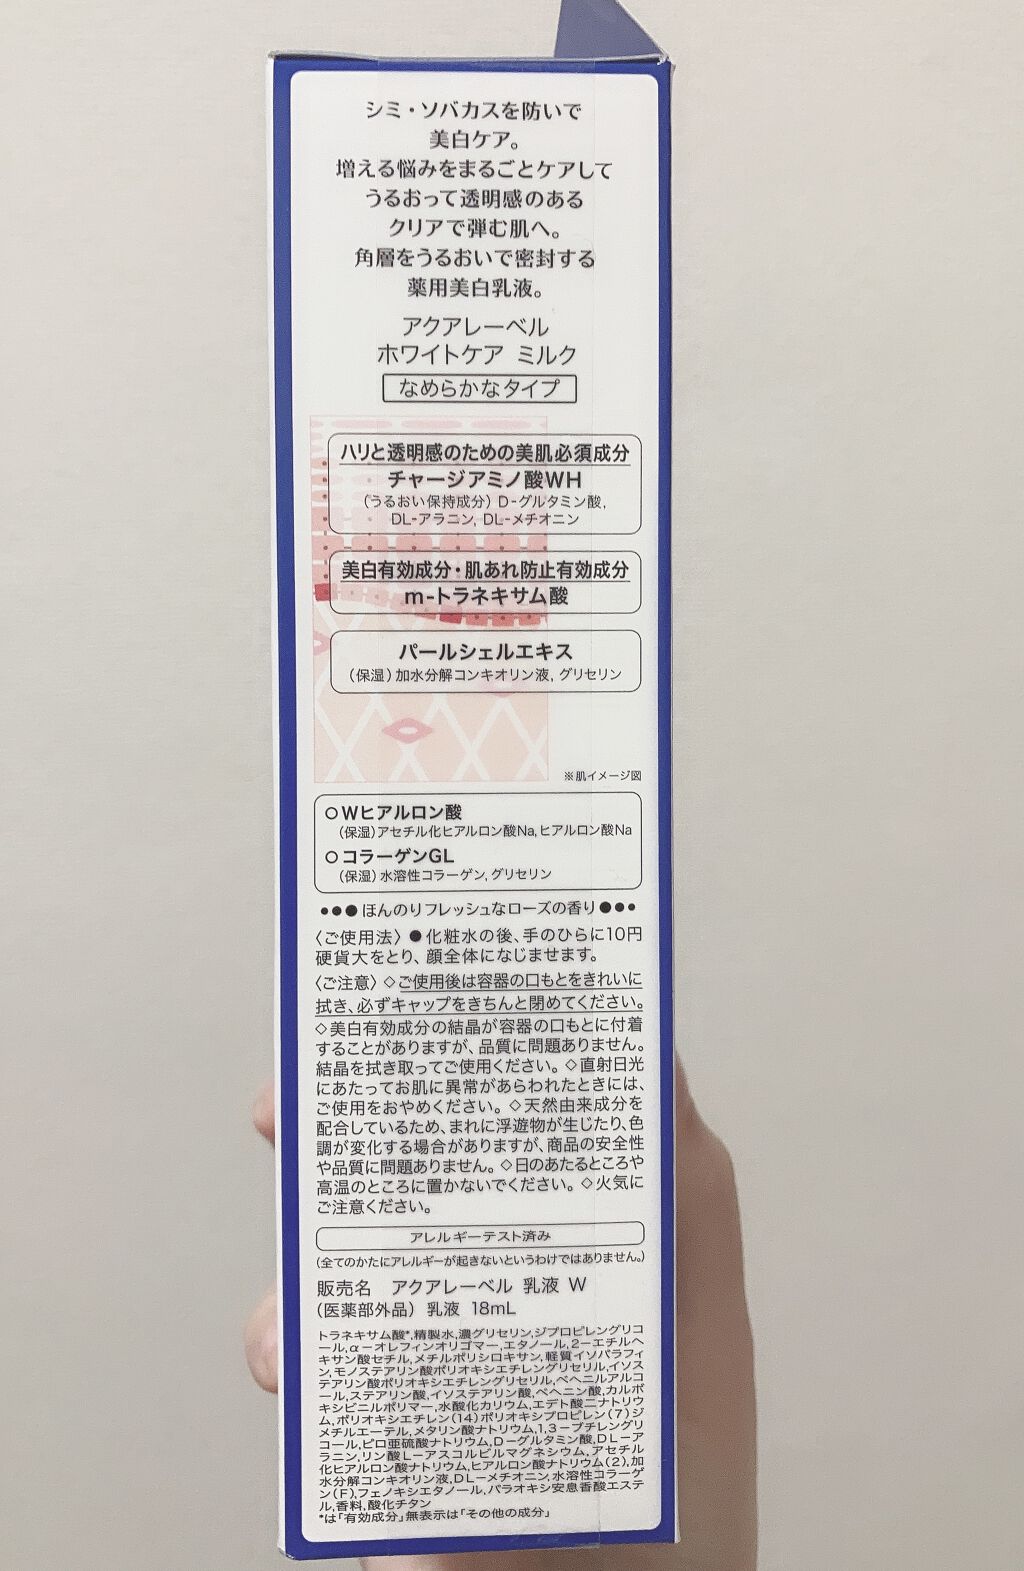 シミ・ソバカスを防いで
美白ケア。
増える悩みをまるごとケアして
うるおって透明感のある
クリアで弾む肌へ。
角層をうるおいで密封する
薬用美白乳液。
アクアレーベル
ホワイトケア ミルク
なめらかなタイプ
ハリと透明感のための美肌必須成分
チャージアミノ酸WH
(うるおい保持成分) D-グルタミン酸,
DL-アラニン, DL-メチオニン
美白有効成分・肌あれ防止有効成分
m-トラネキサム酸
パールシェルエキス
(保湿)加水分解コンキオリン液, グリセリン
※肌イメージ図
○Wヒアルロン酸
(保湿)アセチル化ヒアルロン酸Na,ヒアルロン酸Na
○コラーゲンGL
(保湿)水溶性コラーゲン,グリセリン
●●●ほんのりフレッシュなローズの香り●●●
〈ご使用法〉●化粧水の後、手のひらに10円
硬貨大をとり、顔全体になじませます。
〈ご注意〉◇ご使用後は容器の口もとをきれいに
拭き、必ずキャップをきちんと閉めてください。
◇美白有効成分の結晶が容器の口もとに付着
することがありますが、品質に問題ありません。
結晶を拭き取ってご使用ください。◇直射日光
にあたってお肌に異常があらわれたときには、
ご使用をおやめください。◇天然由来成分を
配合しているため、まれに浮遊物が生じたり、色
調が変化する場合がありますが、商品の安全性
や品質に問題ありません。◇日のあたるところや
高温のところに置かないでください。◇火気に
ご注意ください。
アレルギーテスト済み
(全てのかたにアレルギーが起きないというわけではありません。)
販売名 アクアレーベル 乳液 W
(医薬部外品) 乳液 18mL
トラネキサム酸*,精製水,濃グリセリン,ジプロピレングリコ
ール,α-オレフィンオリゴマー,エタノール,2-エチルヘ
キサン酸セチル,メチルポリシロキサン,軽質イソパラフィ
ン,モノステアリン酸ポリオキシエチレングリセリル,イソス
テアリン酸ポリオキシエチレングリセリル,ベヘニルアルコ
ール,ステアリン酸,イソステアリン酸,ベヘニン酸,カルボ
キシビニルポリマー,水酸化カリウム,エデト酸二ナトリウ
ム,ポリオキシエチレン(14)ポリオキシプロピレン(7)ジ
メチルエーテル,メタリン酸ナトリウム,1,3-ブチレングリ
コール,ピロ亜硫酸ナトリウム,D-グルタミン酸,DL-ア
ラニン,リン酸L-アスコルビルマグネシウム,アセチル
化ヒアルロン酸ナトリウム,ヒアルロン酸ナトリウム(2),加
水分解コンキオリン液,DL-メチオニン,水溶性コラーゲ
ン(F),フェノキシエタノール,パラオキシ安息香酸エステ
ル,香料,酸化チタン
*は「有効成分」無表示は「その他の成分」